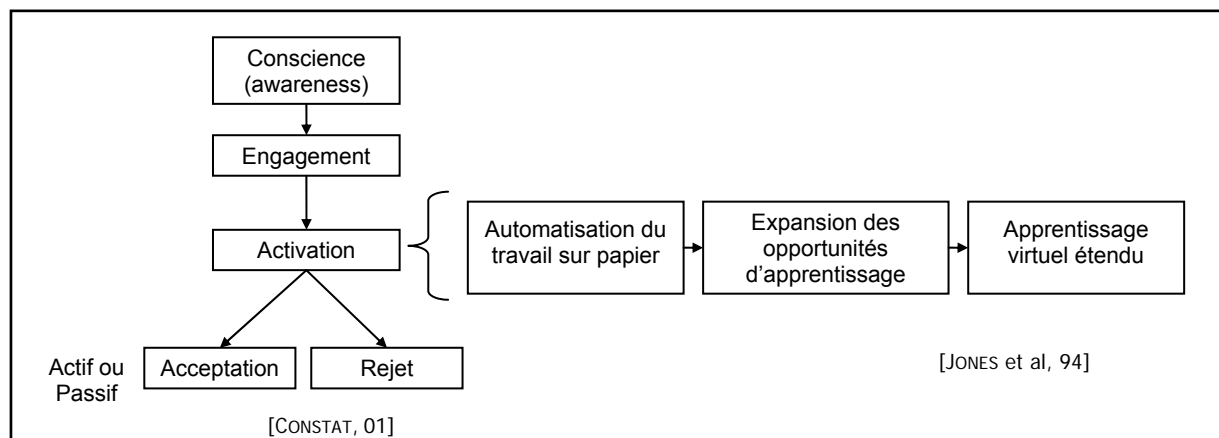 Conscience
(awareness)
Engagement
Activation
Automatisation du
travail sur papier
Expansion des
opportunités
d’apprentissage
Apprentissage
virtuel étendu
Actif ou
Passif
Acceptation
Rejet
[CONSTAT, 01]
[JONES et al, 94]